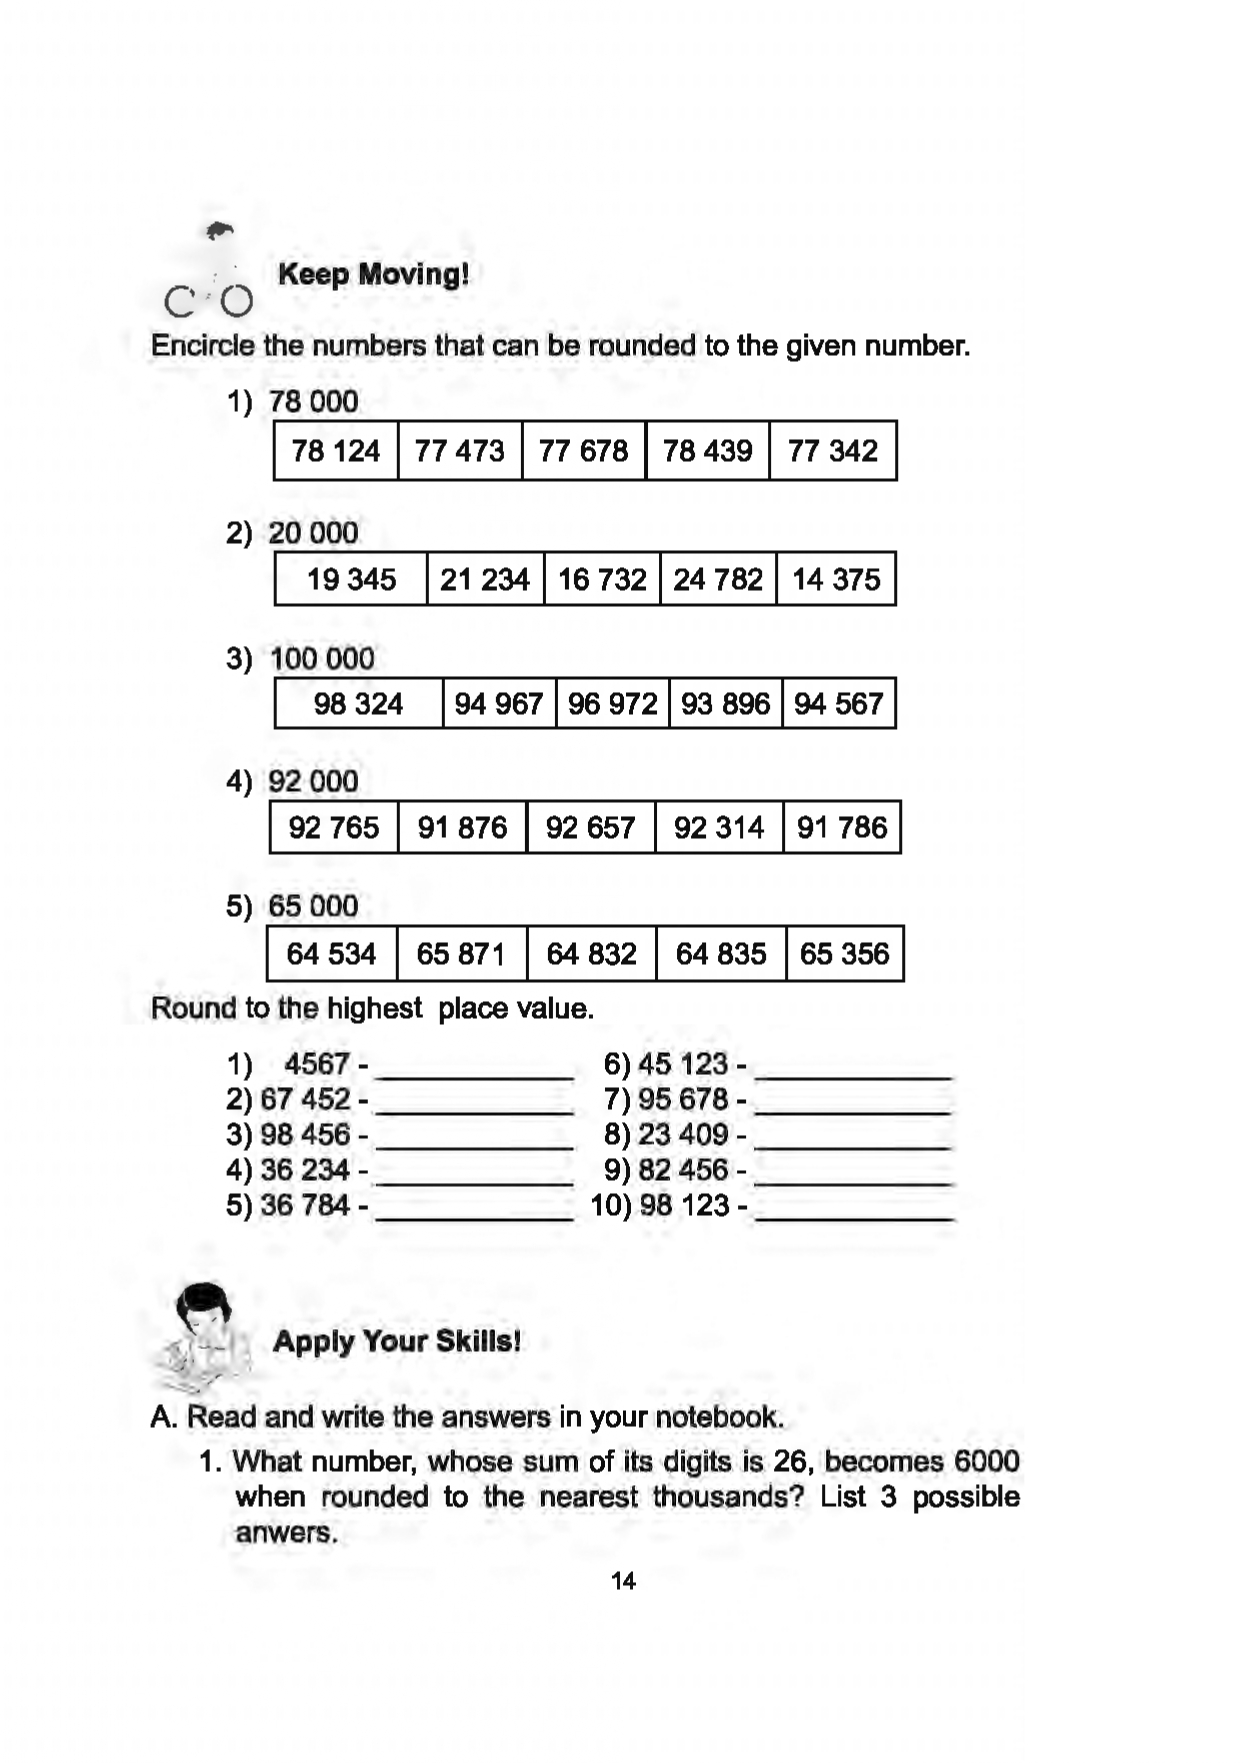 Keep Moving!
Encircle the numbers that can be rounded to the given number.
1) 78 000
78 124 77 473 77 678 78 439 77 342
2) 20 000
19 345 21 234 16 732 24 782 14 375
3) 100 000
98 324 94 967 96 972 93 896 94 567
4) 92 000
92 765 91 876 92 657 92 314 91 786
5) 65 000
64 534 65 871 64 832 64 835 65 356
Round to the highest place value.
1) 4567 - ____________ 6) 45 123 - ____________
2) 67 452 - ____________ 7) 95 678 - ____________
3) 98 456 - ____________ 8) 23 409 - ____________
4) 36 234 - ____________ 9) 82 456 - ____________
5) 36 784 - ____________ 10) 98 123 - ____________
Apply Your Skills!
A. Read and write the answers in your notebook.
1. What number, whose sum of its digits is 26, becomes 6000
when rounded to the nearest thousands? List 3 possible
anwers.
14